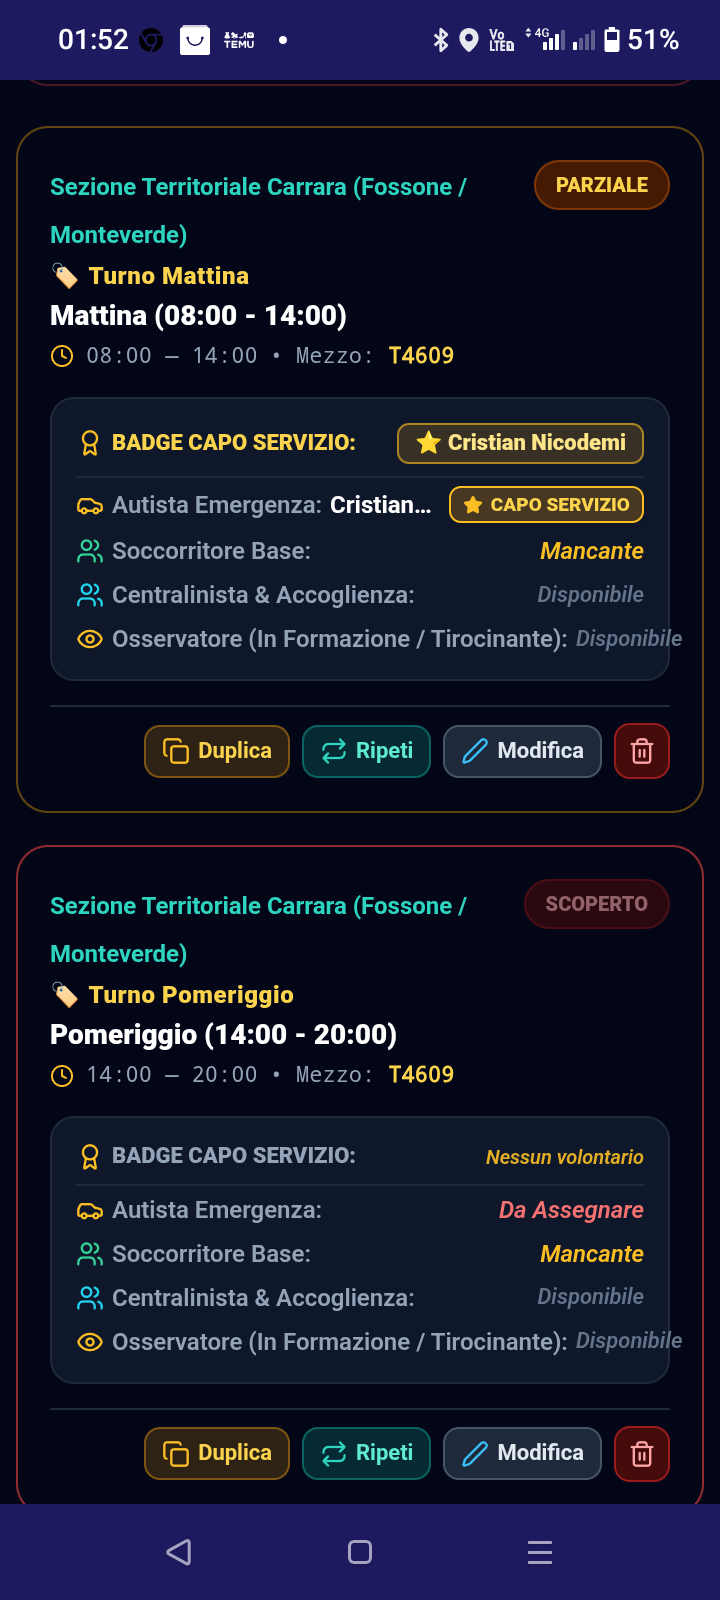 01:52 TEMU Vo LTED 4G 51%
Sezione Territoriale Carrara (Fossone / PARZIALE
Monteverde)
Turno Mattina
Mattina (08:00 - 14:00)
08:00 — 14:00 • Mezzo: T4609
BADGE CAPO SERVIZIO: Cristian Nicodemi
Autista Emergenza: Cristian... CAPO SERVIZIO
Soccorritore Base: Mancante
Centralinista & Accoglienza: Disponibile
Osservatore (In Formazione / Tirocinante): Disponibile
Duplica Ripeti Modifica
Sezione Territoriale Carrara (Fossone / SCOPERTO
Monteverde)
Turno Pomeriggio
Pomeriggio (14:00 - 20:00)
14:00 — 20:00 • Mezzo: T4609
BADGE CAPO SERVIZIO: Nessun volontario
Autista Emergenza: Da Assegnare
Soccorritore Base: Mancante
Centralinista & Accoglienza: Disponibile
Osservatore (In Formazione / Tirocinante): Disponibile
Duplica Ripeti Modifica